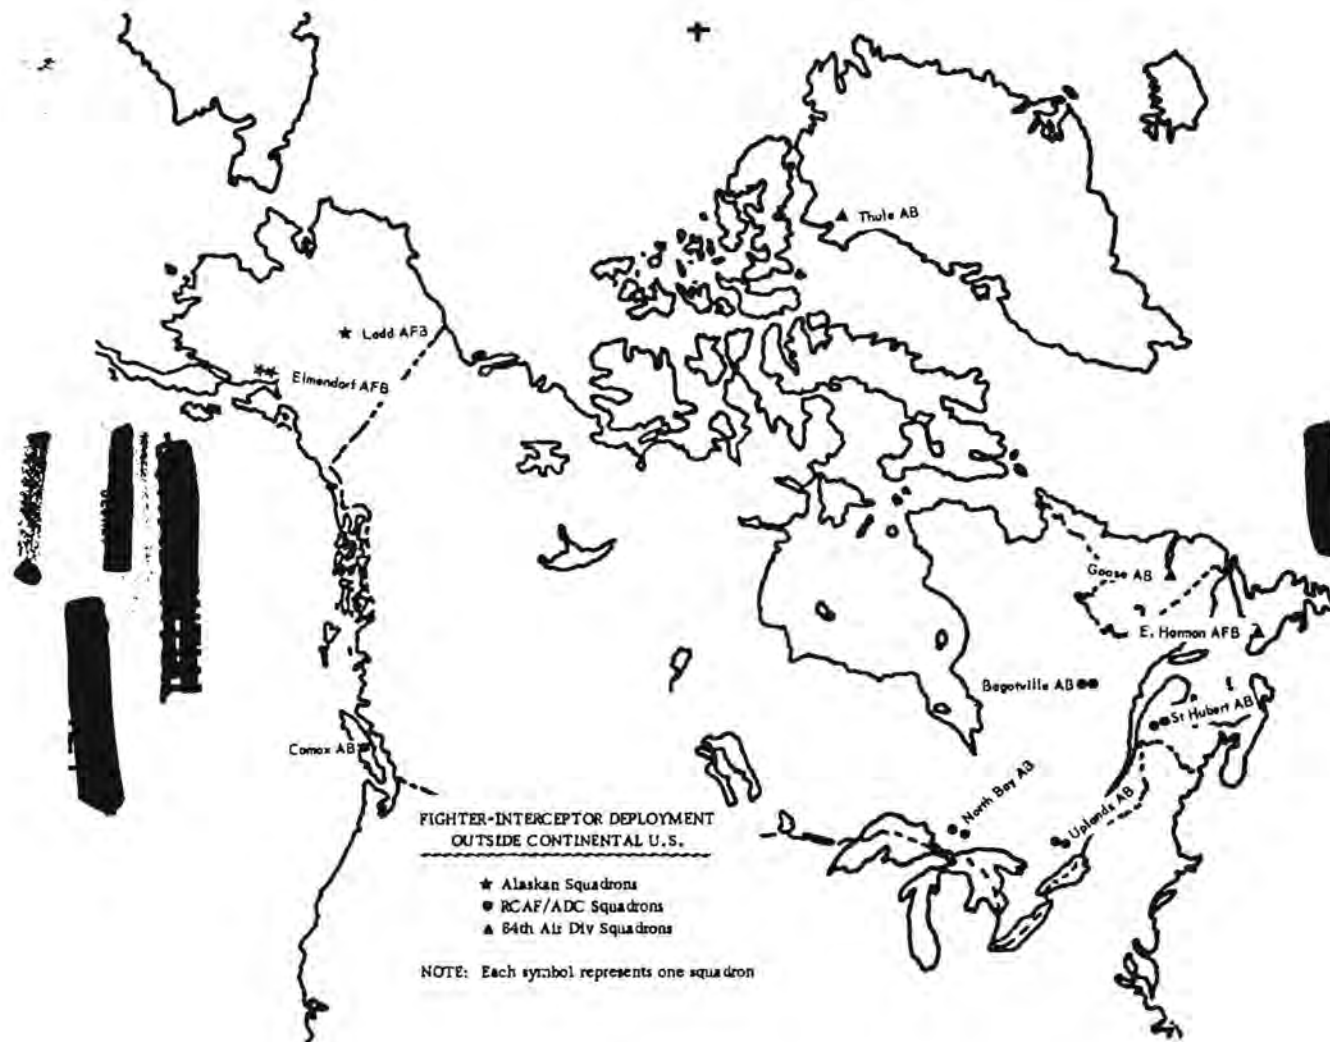 Thule AB
Ladd AFB
Elmendorf AFB
Goose AB
E. Harmon AFB
Bagotville AB
St Hubert AB
Comox AB
North Bay AB
Uplands AB
FIGHTER-INTERCEPTOR DEPLOYMENT
OUTSIDE CONTINENTAL U.S.
★ Alaskan Squadrons
● RCAF/ADC Squadrons
▲ 64th Air Div Squadrons
NOTE: Each symbol represents one squadron